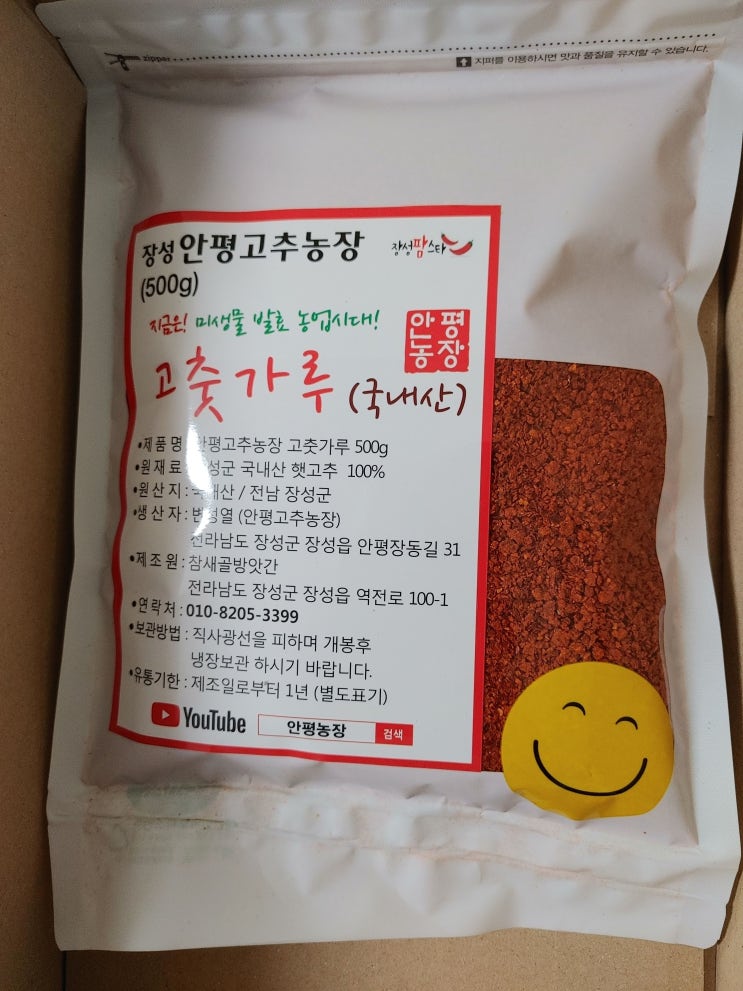 zipper
지퍼를 이용하시면 맛과 품질을 유지할 수 있습니다.
장성 안평고추농장
(500g)
장성팜스타
지금은! 미생물 발효 농업시대!
안평
농장
고춧가루 (국내산)
•제 품 명 안평고추농장 고춧가루 500g
•원 재 료 성군 국내산 햇고추 100%
•원 산 지 : 국내산 / 전남 장성군
•생 산 자 : 변성열 (안평고추농장)
전라남도 장성군 장성읍 안평장동길 31
•제 조 원 : 참새골방앗간
전라남도 장성군 장성읍 역전로 100-1
•연 락 처 : 010-8205-3399
•보관방법 : 직사광선을 피하며 개봉후
냉장보관 하시기 바랍니다.
•유통기한 : 제조일로부터 1년 (별도표기)
YouTube 안평농장 검색